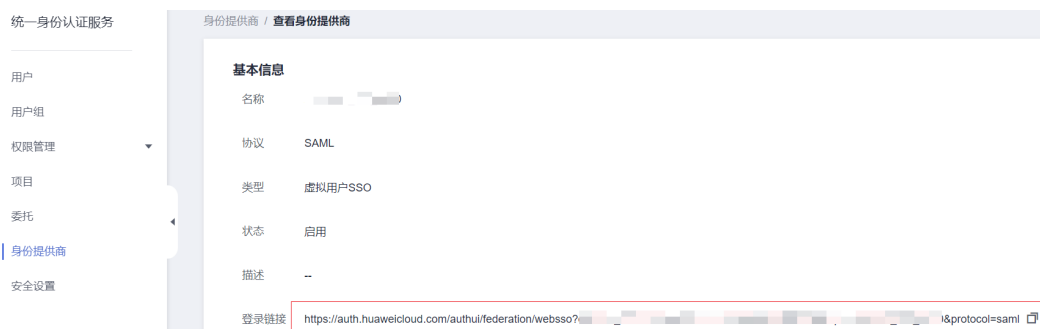 统一身份认证服务
身份提供商 / 查看身份提供商
用户
用户组
权限管理
项目
委托
身份提供商
安全设置
基本信息
名称
协议 SAML
类型 虚拟用户SSO
状态 启用
描述 --
登录链接 https://auth.huaweicloud.com/authui/federation/websso? &protocol=saml